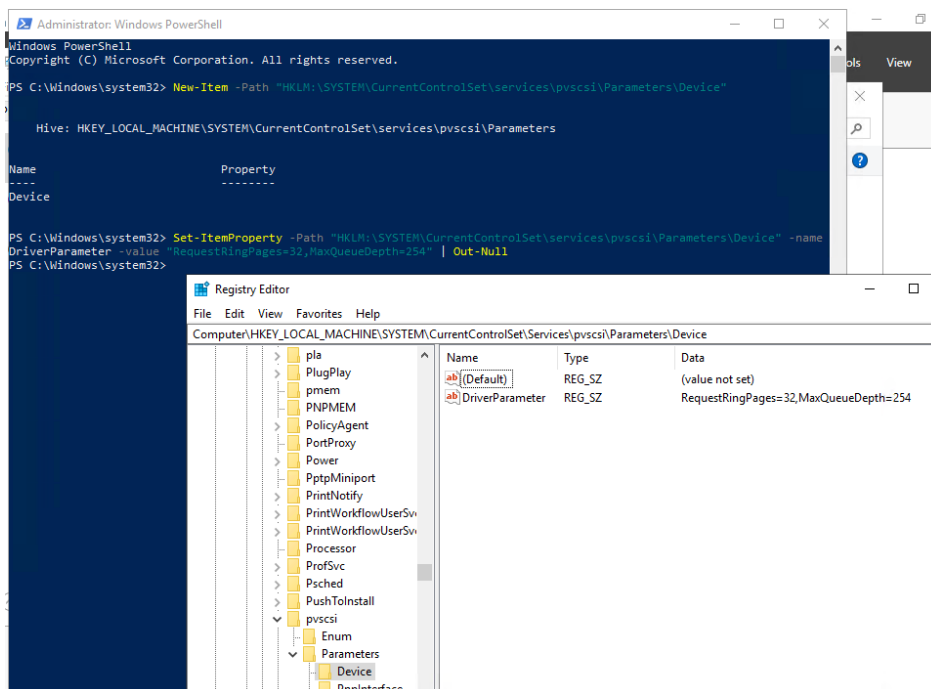 Administrator: Windows PowerShell
Windows PowerShell
Copyright (C) Microsoft Corporation. All rights reserved.
PS C:\Windows\system32> New-Item -Path "HKLM:\SYSTEM\CurrentControlSet\services\pvscsi\Parameters\Device"
Hive: HKEY_LOCAL_MACHINE\SYSTEM\CurrentControlSet\services\pvscsi\Parameters
Name Property
---- --------
Device
PS C:\Windows\system32> Set-ItemProperty -Path "HKLM:\SYSTEM\CurrentControlSet\services\pvscsi\Parameters\Device" -name
DriverParameter -value "RequestRingPages=32,MaxQueueDepth=254" | Out-Null
PS C:\Windows\system32>
View
Registry Editor
File Edit View Favorites Help
Computer\HKEY_LOCAL_MACHINE\SYSTEM\CurrentControlSet\Services\pvscsi\Parameters\Device
pla
PlugPlay
pmem
PNPMEM
PolicyAgent
PortProxy
Power
PptpMiniport
PrintNotify
PrintWorkflowUserSv
PrintWorkflowUserSv
Processor
ProfSvc
Psched
PushToInstall
pvscsi
Enum
Parameters
Device
Name Type Data
(Default) REG_SZ (value not set)
DriverParameter REG_SZ RequestRingPages=32,MaxQueueDepth=254